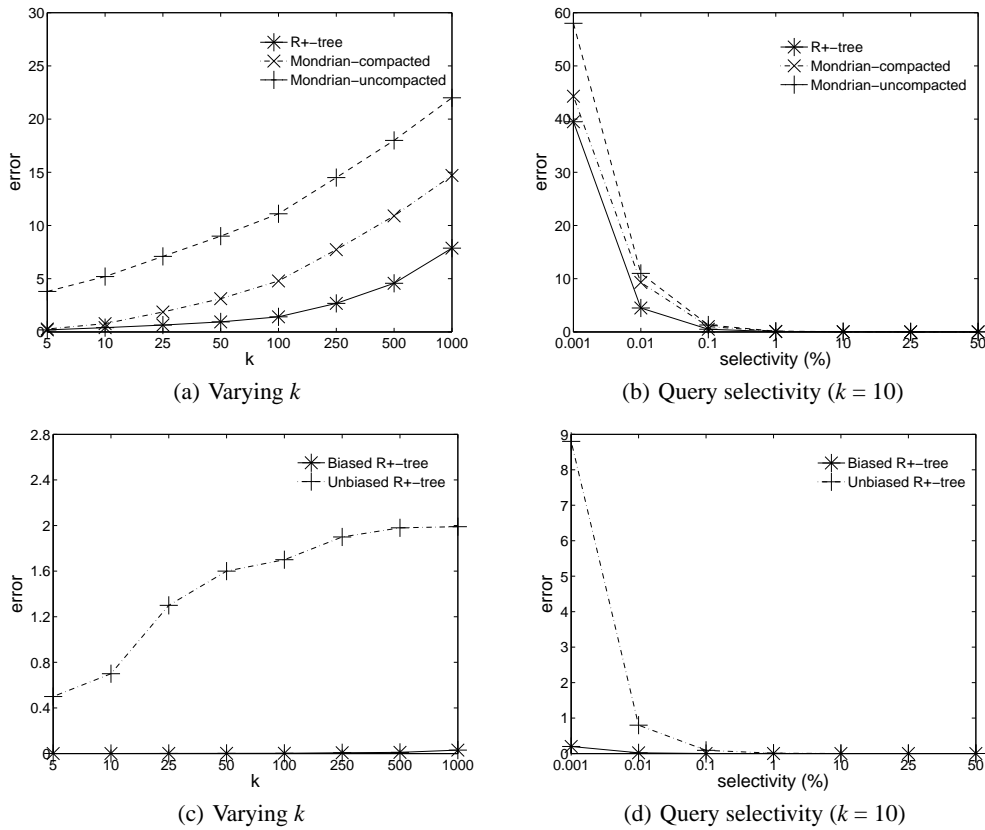 30
25
20
15
10
5
0
error
R+-tree
Mondrian-compacted
Mondrian-uncompacted
5 10 25 50 100 250 500 1000
k
(a) Varying k
60
50
40
30
20
10
0
error
R+-tree
Mondrian-compacted
Mondrian-uncompacted
0.001 0.01 0.1 1 10 25 50
selectivity (%)
(b) Query selectivity (k = 10)
2.8
2.4
2
1.6
1.2
0.8
0.4
0
error
Biased R+-tree
Unbiased R+-tree
5 10 25 50 100 250 500 1000
k
(c) Varying k
9
8
7
6
5
4
3
2
1
0
error
Biased R+-tree
Unbiased R+-tree
0.001 0.01 0.1 1 10 25 50
selectivity (%)
(d) Query selectivity (k = 10)